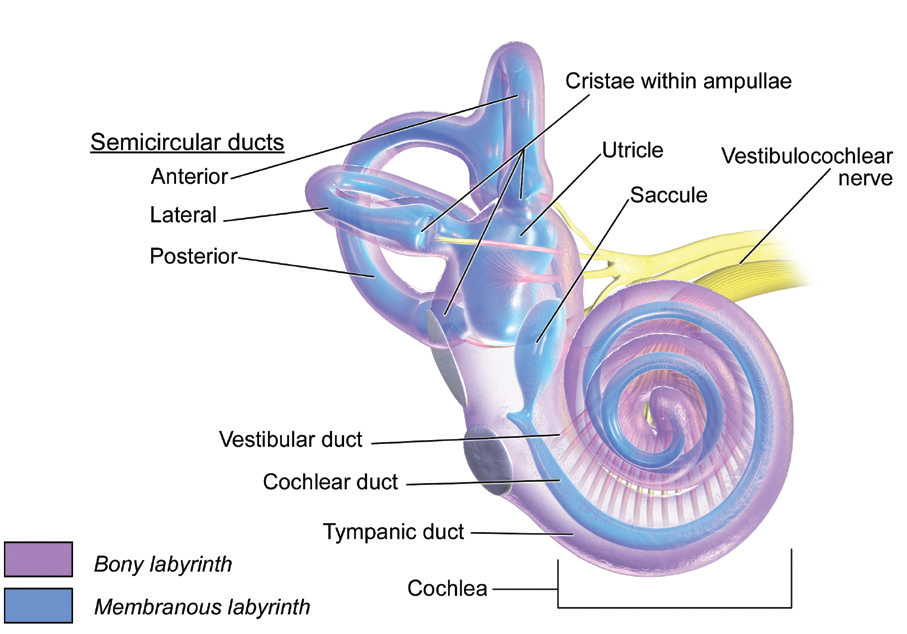 Cristae within ampullae
Semicircular ducts
Utricle
Vestibulocochlear
nerve
Anterior
Saccule
Lateral
Posterior
Vestibular duct
Cochlear duct
Tympanic duct
Bony labyrinth
Cochlea
Membranous labyrinth